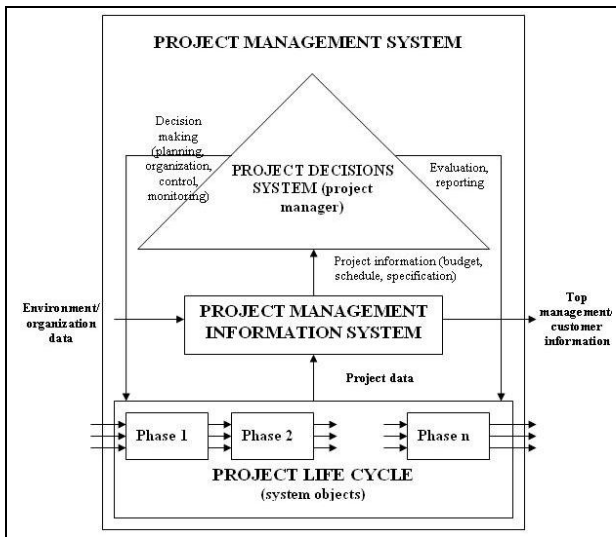 PROJECT MANAGEMENT SYSTEM
Decision
making
(planning,
organization,
control,
monitoring)
PROJECT DECISIONS
SYSTEM (project
manager)
Evaluation,
reporting
Project information (budget,
schedule, specification)
Environment/
organization
data
PROJECT MANAGEMENT
INFORMATION SYSTEM
Top
management/
customer
information
Project data
Phase 1
Phase 2
Phase n
PROJECT LIFE CYCLE
(system objects)